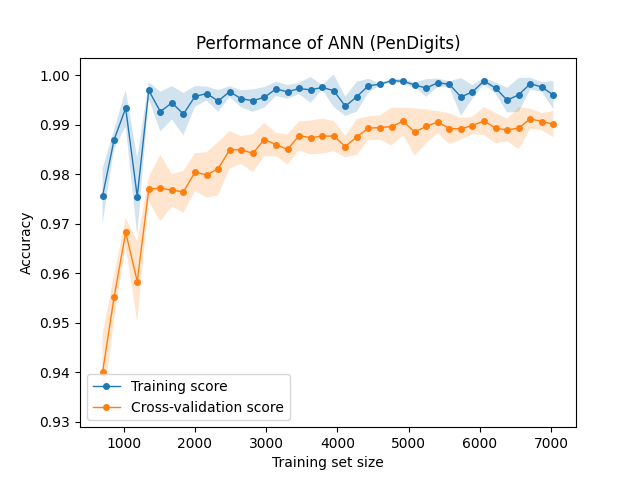 Performance of ANN (PenDigits)
1.00
0.99
0.98
0.97
0.96
0.95
0.94
0.93
Accuracy
Training score
Cross-validation score
1000 2000 3000 4000 5000 6000 7000
Training set size